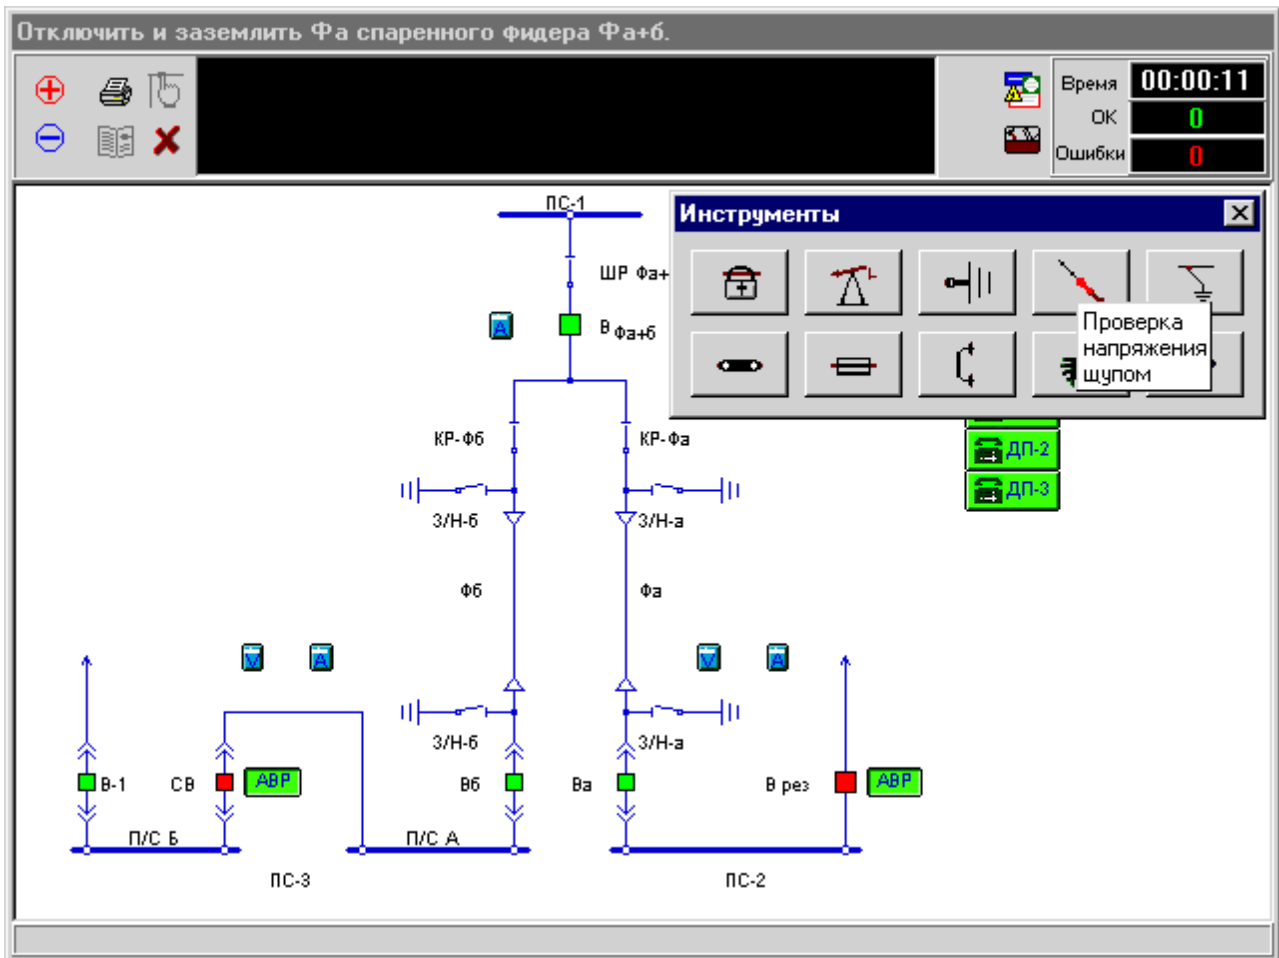 Отключить и заземлить Фа спаренного фидера Фа+б.
Время 00:00:11
ОК 0
Ошибки 0
ПС-1
Инструменты
ШР Фа+
Проверка
напряжения
щупом
A
В Фа+б
КР-Фб
КР-Фа
ДП-2
ДП-3
З/Н-б
З/Н-а
Фб
Фа
V
A
V
A
З/Н-б
З/Н-а
В-1
СВ
АВР
Вб
Ва
В рез
АВР
П/С Б
П/С А
ПС-3
ПС-2